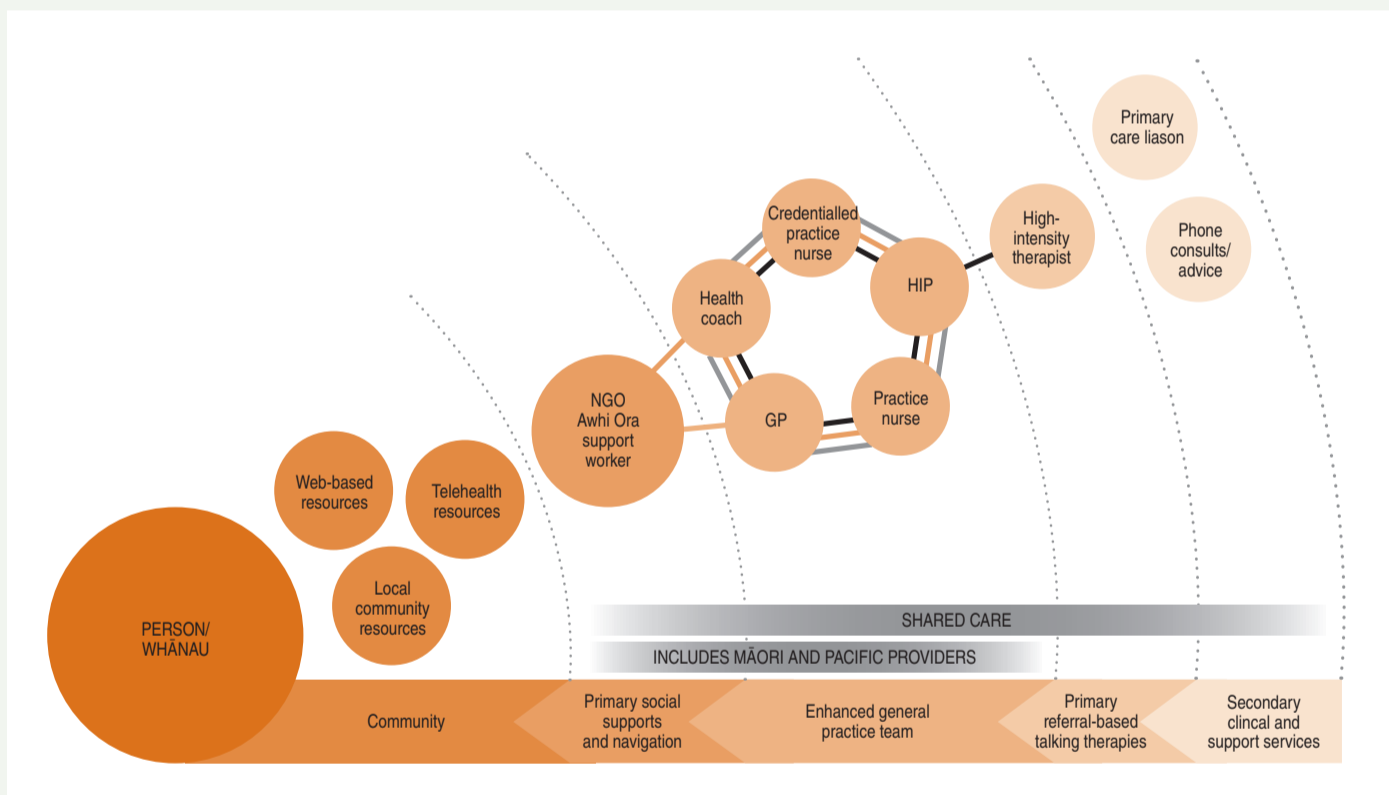 Primary
care liason
Phone
consults/
advice
High-
intensity
therapist
Credentialled
practice
nurse
HIP
Health
coach
Practice
nurse
GP
NGO
Awhi Ora
support
worker
Web-based
resources
Telehealth
resources
Local
community
resources
PERSON/
WHĀNAU
SHARED CARE
INCLUDES MĀORI AND PACIFIC PROVIDERS
Community
Primary social
supports
and navigation
Enhanced general
practice team
Primary
referral-based
talking therapies
Secondary
clincal and
support services